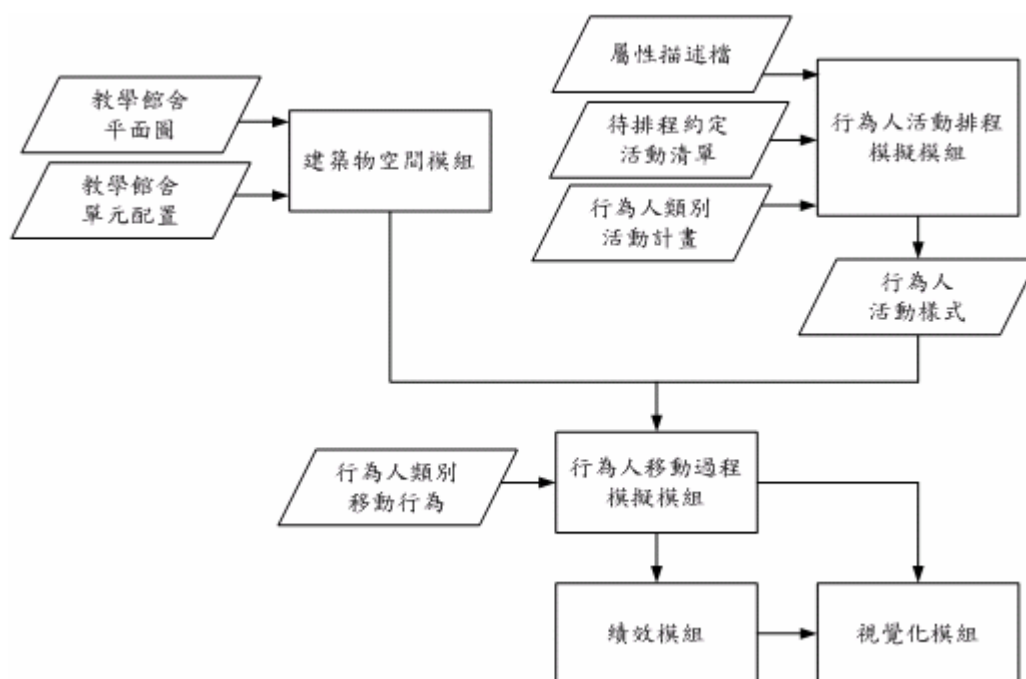 教學館舍
平面圖
教學館舍
單元配置
建築物空間模組
屬性描述檔
待排程約定
活動清單
行為人類別
活動計畫
行為人活動排程
模擬模組
行為人
活動樣式
行為人類別
移動行為
行為人移動過程
模擬模組
績效模組
視覺化模組